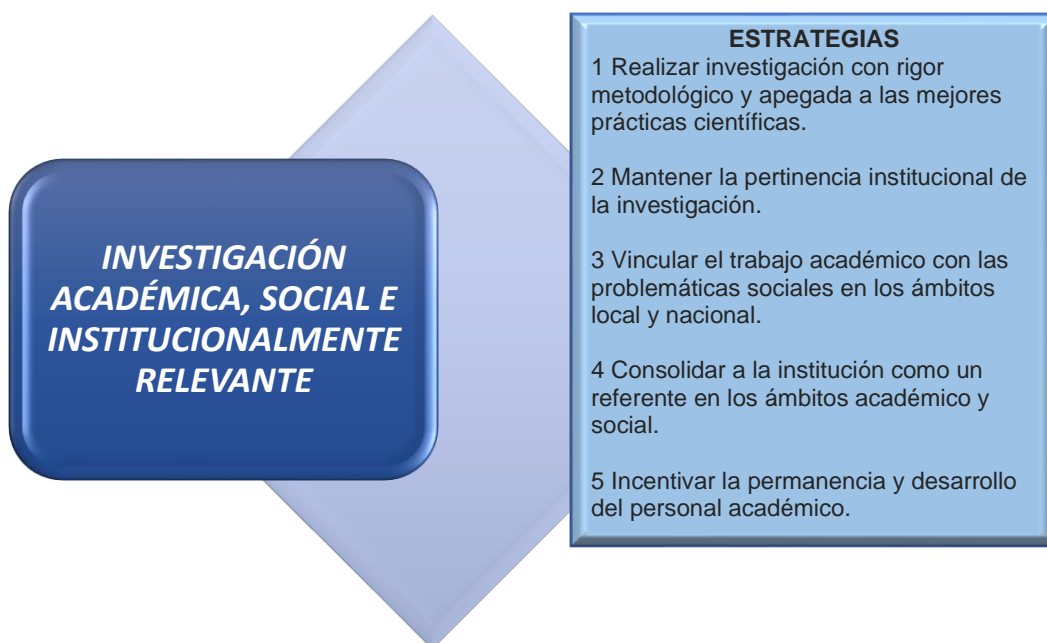 INVESTIGACIÓN
ACADÉMICA, SOCIAL E
INSTITUCIONALMENTE
RELEVANTE
ESTRATEGIAS
1 Realizar investigación con rigor
metodológico y apegada a las mejores
prácticas científicas.
2 Mantener la pertinencia institucional de
la investigación.
3 Vincular el trabajo académico con las
problemáticas sociales en los ámbitos
local y nacional.
4 Consolidar a la institución como un
referente en los ámbitos académico y
social.
5 Incentivar la permanencia y desarrollo
del personal académico.